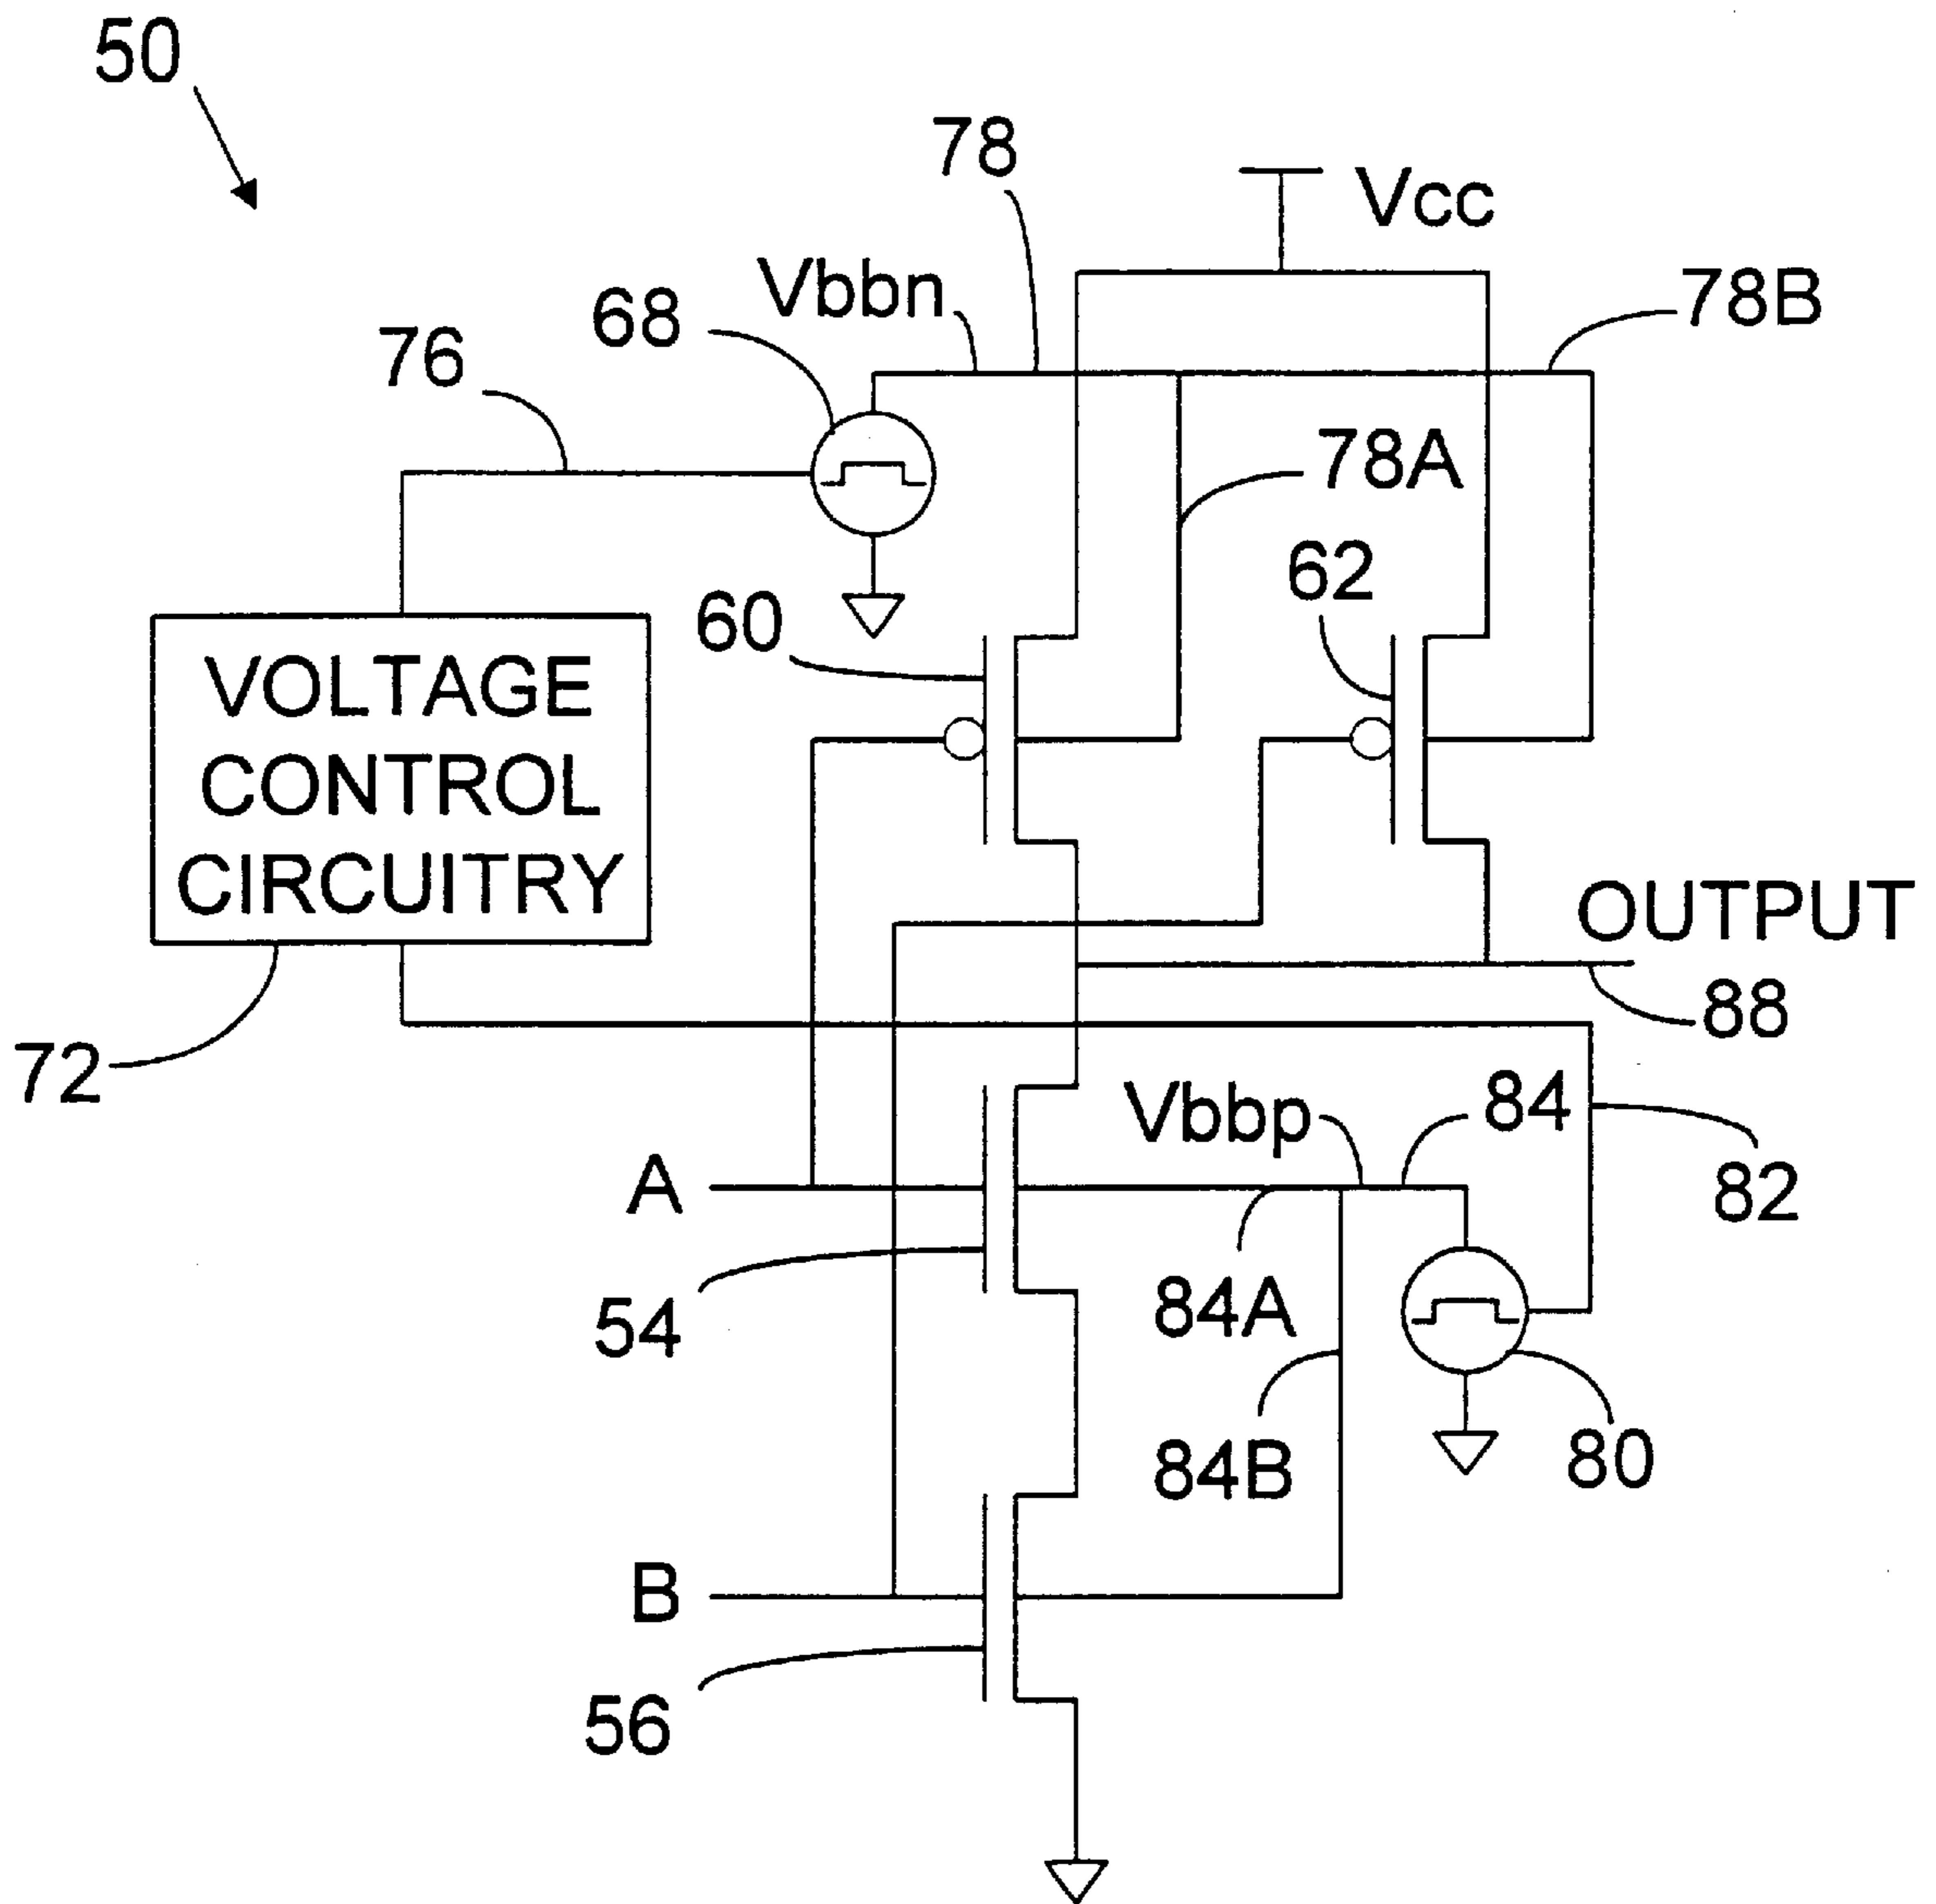 50
78
Vcc
Vbbn
78B
68
76
78A
62
60
VOLTAGE
CONTROL
CIRCUITRY
OUTPUT
88
72
Vbbp
84
A
82
54
84A
84B
80
B
56